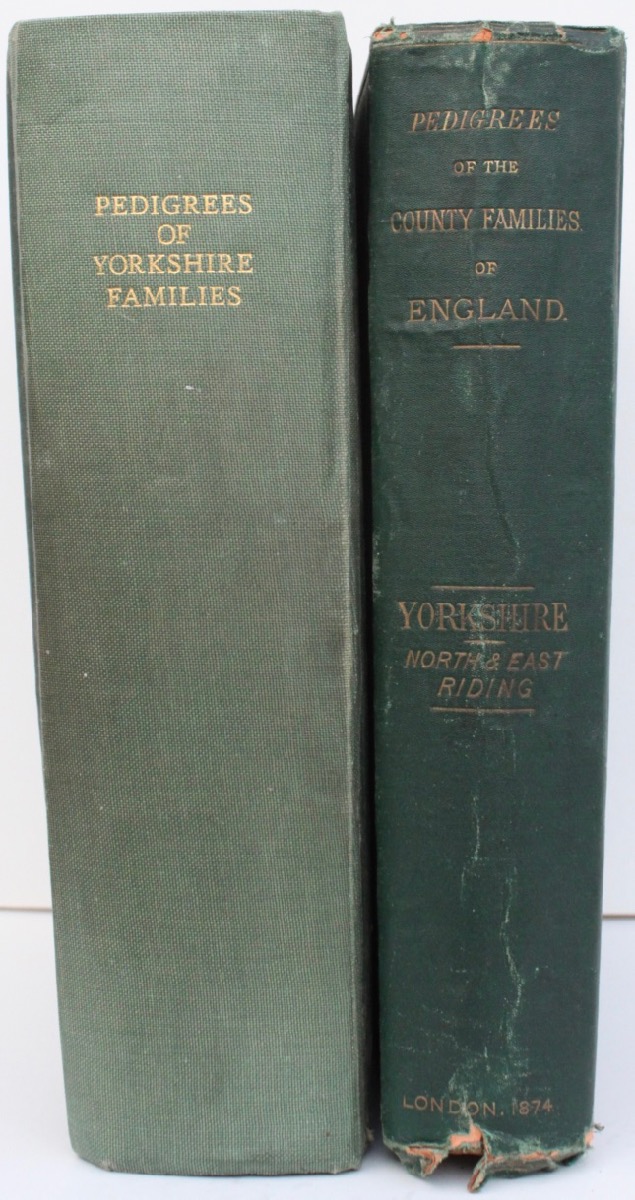 PEDIGREES
OF
YORKSHIRE
FAMILIES
PEDIGREES
OF THE
COUNTY FAMILIES.
OF
ENGLAND.
YORKSHIRE
NORTH & EAST
RIDING
LONDON. 1874